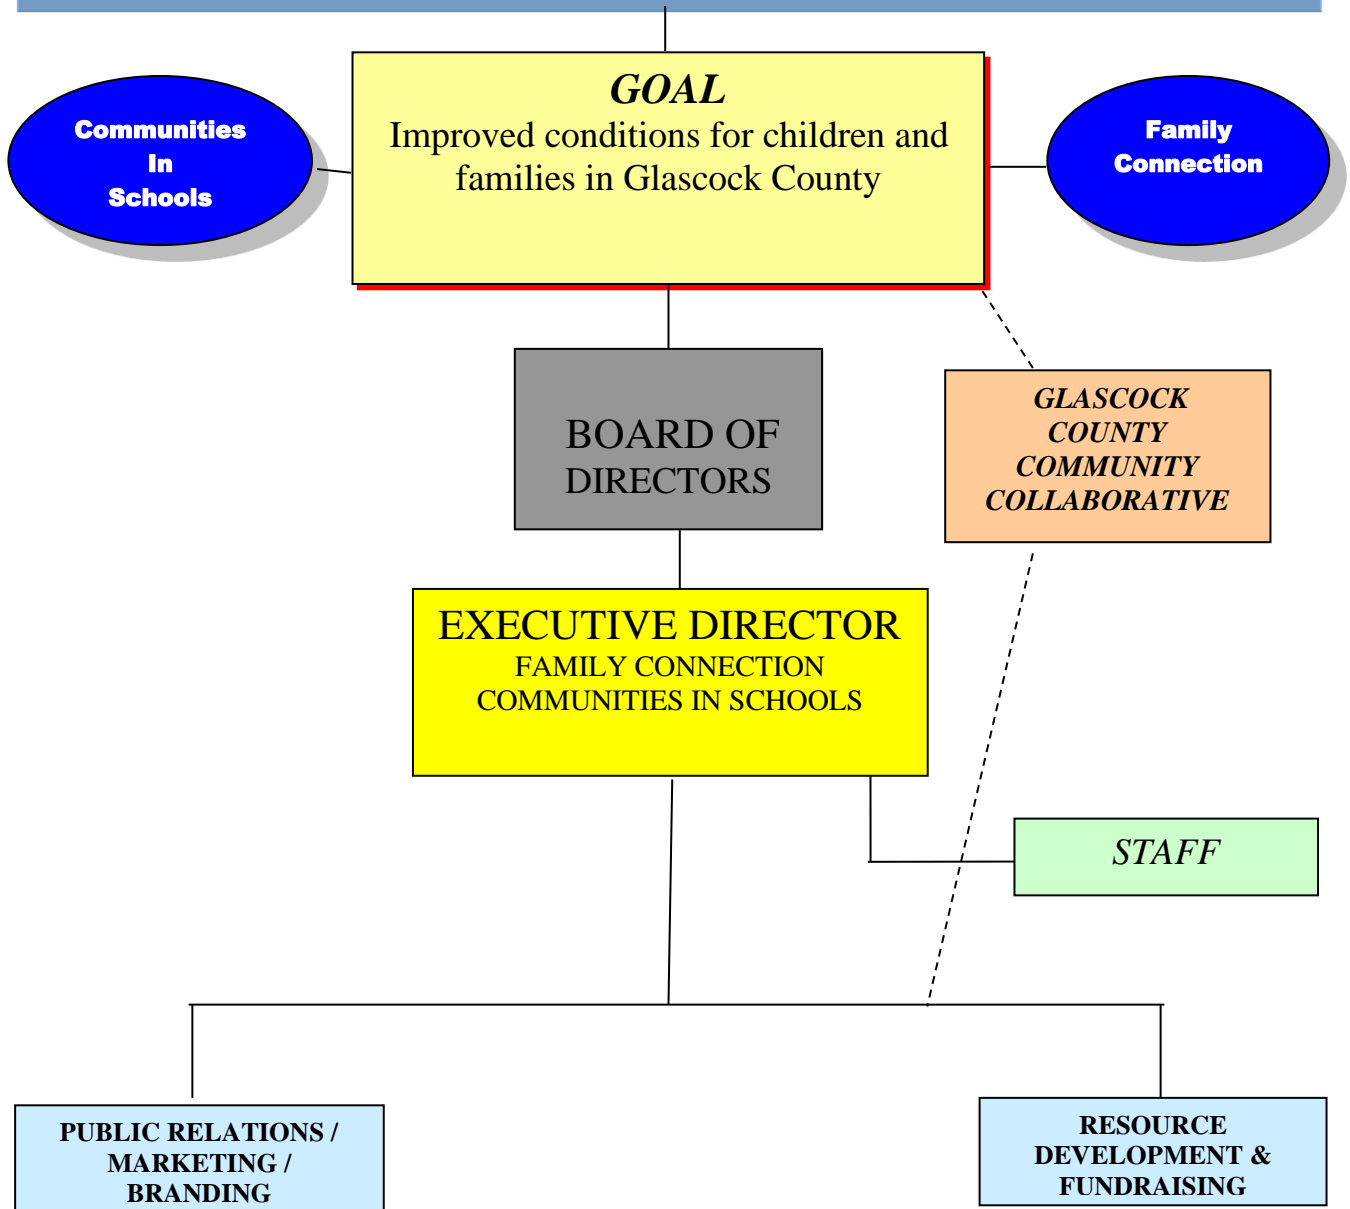 GOAL
Improved conditions for children and
families in Glascock County
Communities
In
Schools
Family
Connection
BOARD OF
DIRECTORS
GLASCOCK
COUNTY
COMMUNITY
COLLABORATIVE
EXECUTIVE DIRECTOR
FAMILY CONNECTION
COMMUNITIES IN SCHOOLS
STAFF
PUBLIC RELATIONS /
MARKETING /
BRANDING
RESOURCE
DEVELOPMENT &
FUNDRAISING